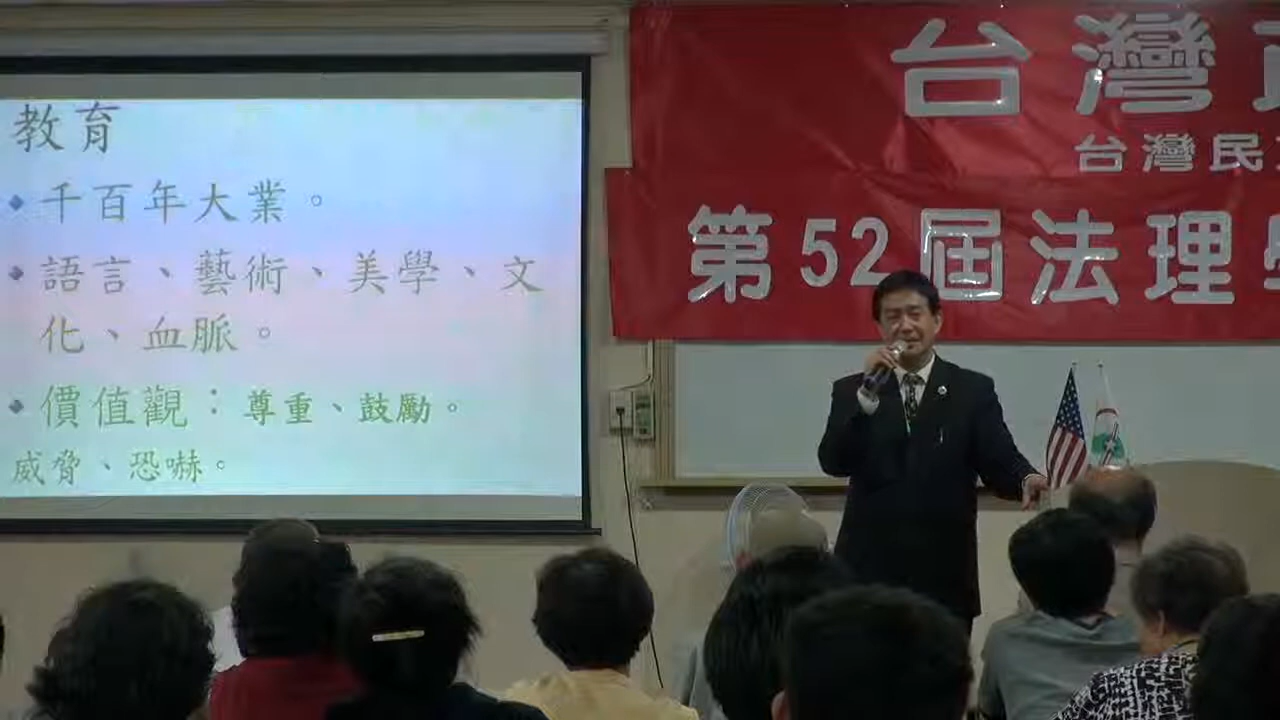 教育
千百年大業。
語言、藝術、美學、文
化、血脈。
價值觀：尊重、鼓勵。
威脅、恐嚇。
台灣
台灣民
第52屆法理